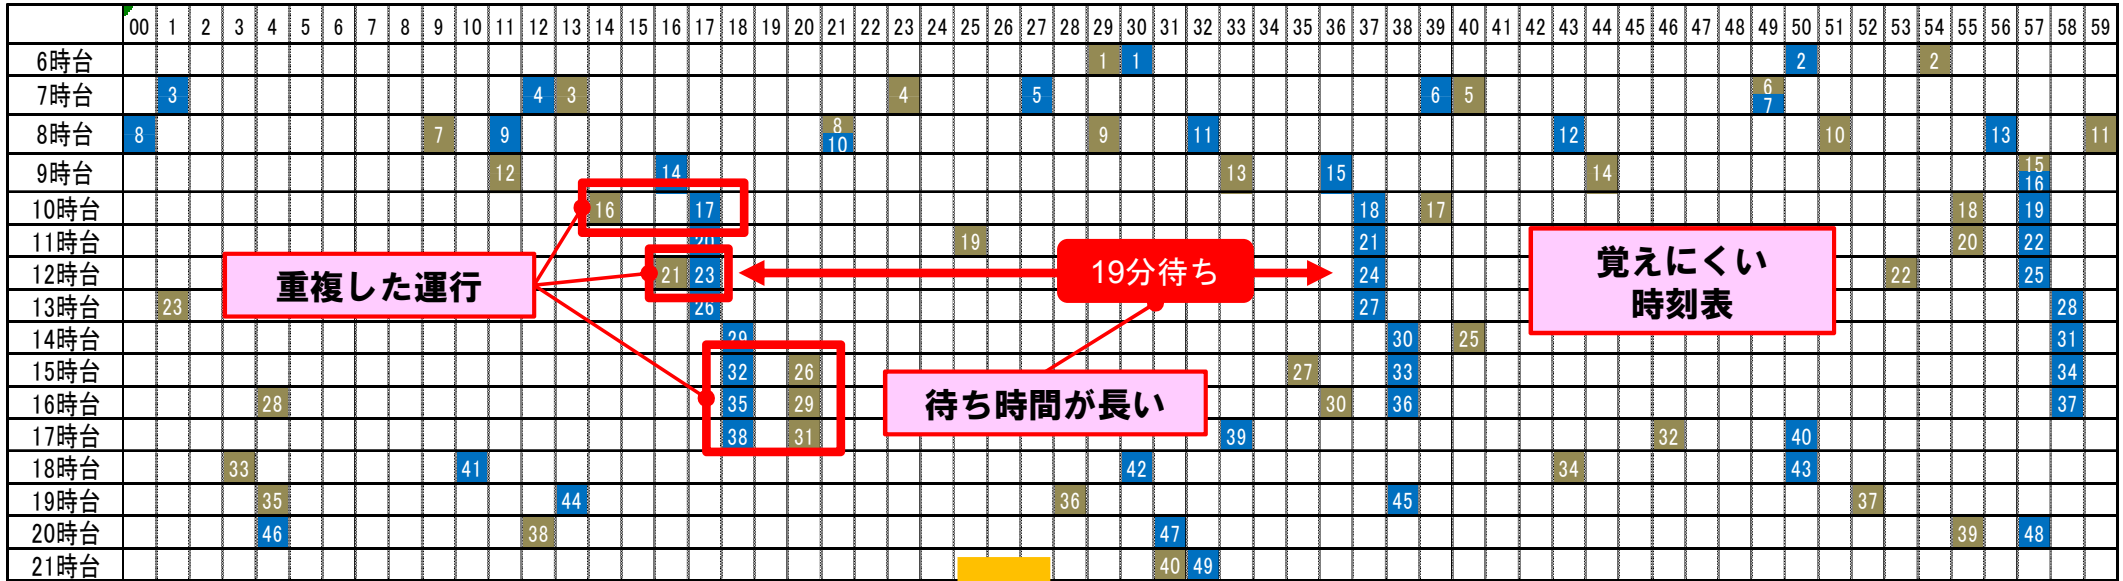 00 1 2 3 4 5 6 7 8 9 10 11 12 13 14 15 16 17 18 19 20 21 22 23 24 25 26 27 28 29 30 31 32 33 34 35 36 37 38 39 40 41 42 43 44 45 46 47 48 49 50 51 52 53 54 55 56 57 58 59
6時台 1 1 2 2
7時台 3 4 3 4 5 6 5 6 7
8時台 8 7 9 8 10 9 11 12 10 13 11
9時台 12 14 13 15 14 15 16
10時台 16 17 18 17 18 19
11時台 20 19 21 20 22
12時台 21 23 24 22 25
13時台 23 26 27 28
14時台 29 30 25 31
15時台 32 26 27 33 34
16時台 28 35 29 30 36 37
17時台 38 31 39 32 40
18時台 33 41 42 34 43
19時台 35 44 36 45 37
20時台 46 38 47 39 48
21時台 40 49
重複した運行
19分待ち
待ち時間が長い
覚えにくい
時刻表